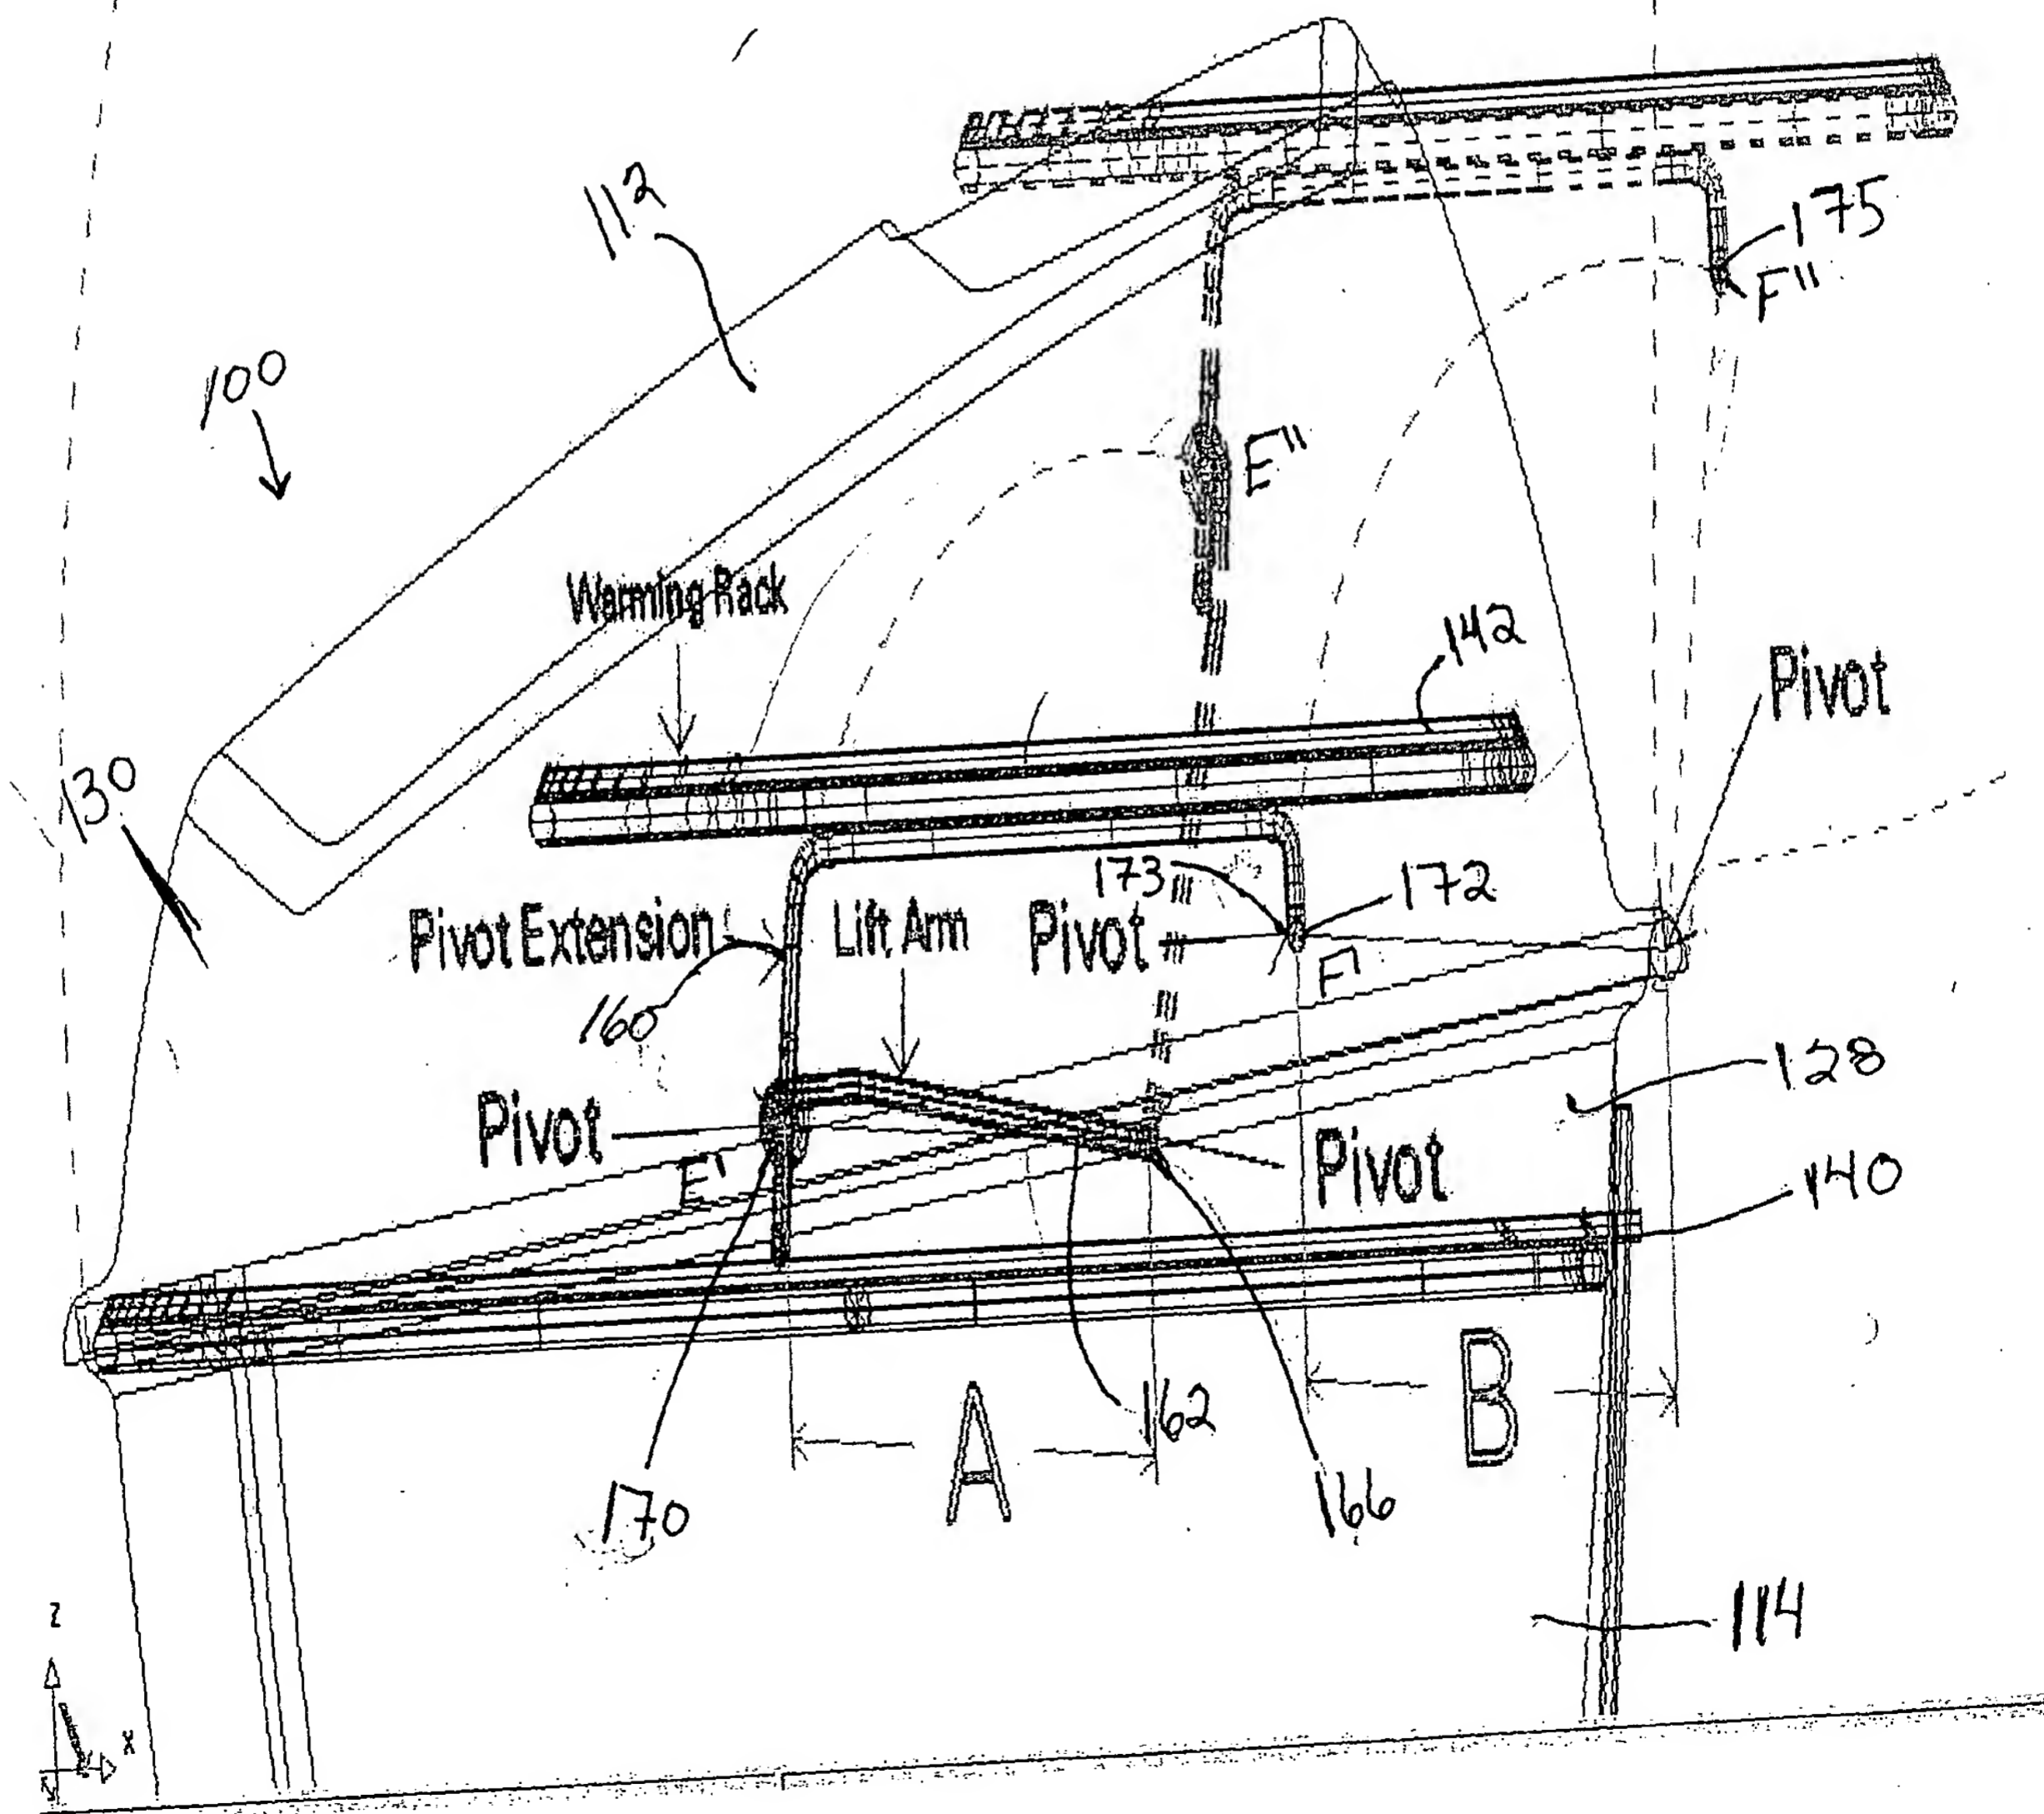 112
175
F"
100
E"
Warming Rack
142
Pivot
130
173
172
Pivot Extension
Lift Arm
Pivot
F'
160
128
Pivot
E'
Pivot
140
A
B
162
170
166
114
Z
X